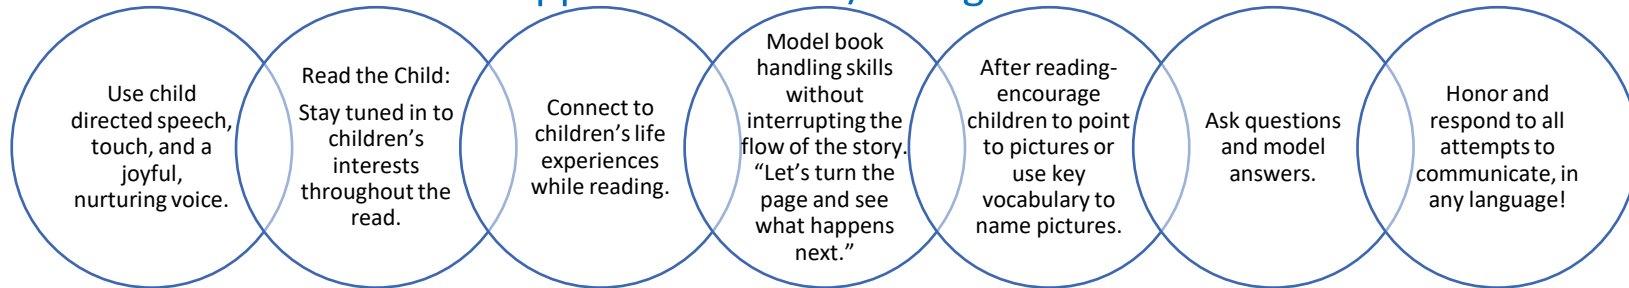 Use child
directed speech,
touch, and a
joyful,
nurturing voice.
Read the Child:
Stay tuned in to
children's
interests
throughout the
read.
Connect to
children's life
experiences
while reading.
Model book
handling skills
without
interrupting the
flow of the story.
“Let's turn the
page and see
what happens
next.”
After reading-
encourage
children to point
to pictures or
use key
vocabulary to
name pictures.
Ask questions
and model
answers.
Honor and
respond to all
attempts to
communicate, in
any language!